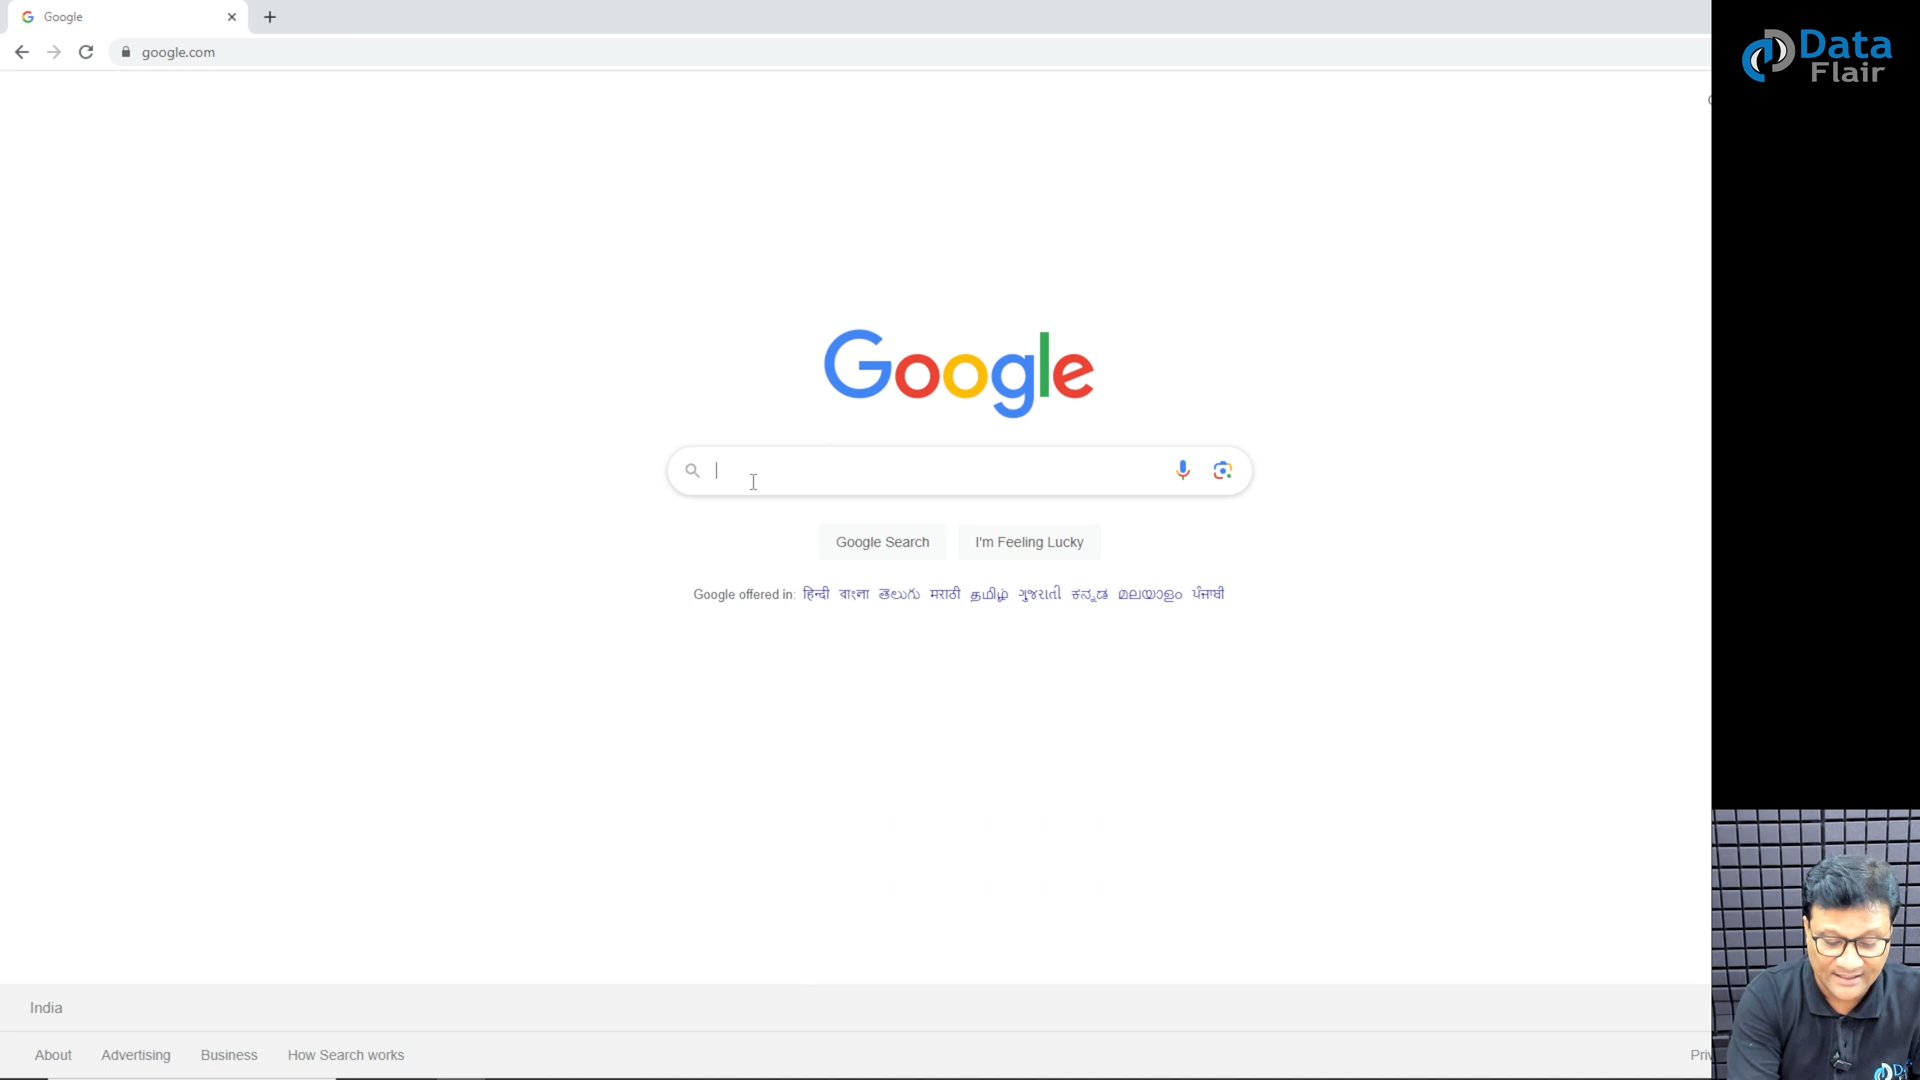 Google
google.com
Data
Flair
Google
Google Search
I'm Feeling Lucky
Google offered in: हिन्दी বাংলা తెలుగు मराठी தமிழ் ગુજરાતી ಕನ್ನಡ മലയാളം ਪੰਜਾਬੀ
India
About Advertising Business How Search works